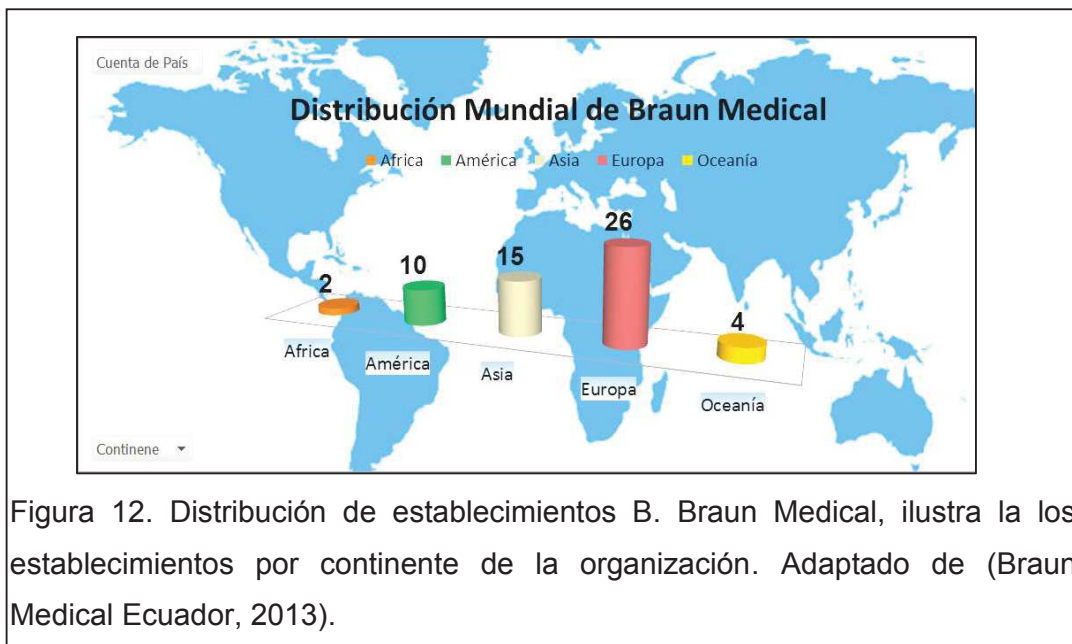 Cuenta de País
Distribución Mundial de Braun Medical
Africa América Asia Europa Oceanía
26
15
10
2
4
Africa
América
Asia
Europa
Oceanía
Continene
Figura 12. Distribución de establecimientos B. Braun Medical, ilustra la los
establecimientos por continente de la organización. Adaptado de (Braun
Medical Ecuador, 2013).